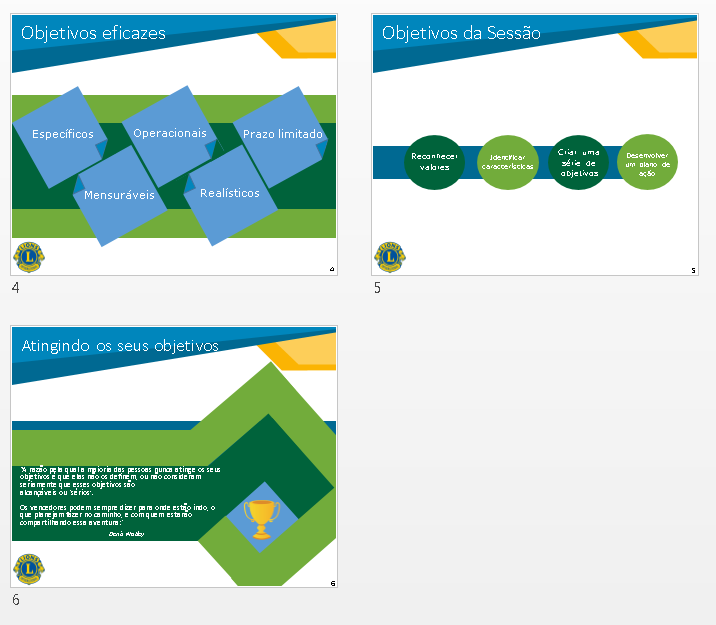 Objetivos eficazes
Específicos
Operacionais
Prazo limitado
Mensuráveis
Realísticos
4
4
Objetivos da Sessão
Reconhecer
valores
Identificar
características
Criar uma
série de
objetivos
Desenvolver
um plano de
ação
5
5
Atingindo os seus objetivos
"A razão pela qual a maioria das pessoas nunca atinge os seus
objetivos é que elas não os definem, ou não consideram
seriamente que esses objetivos são
alcançáveis ou 'sérios'.
Os vencedores podem sempre dizer para onde estão indo, o
que planejam fazer no caminho, e com quem estarão
compartilhando essa aventura."
Denis Waitley
6
6